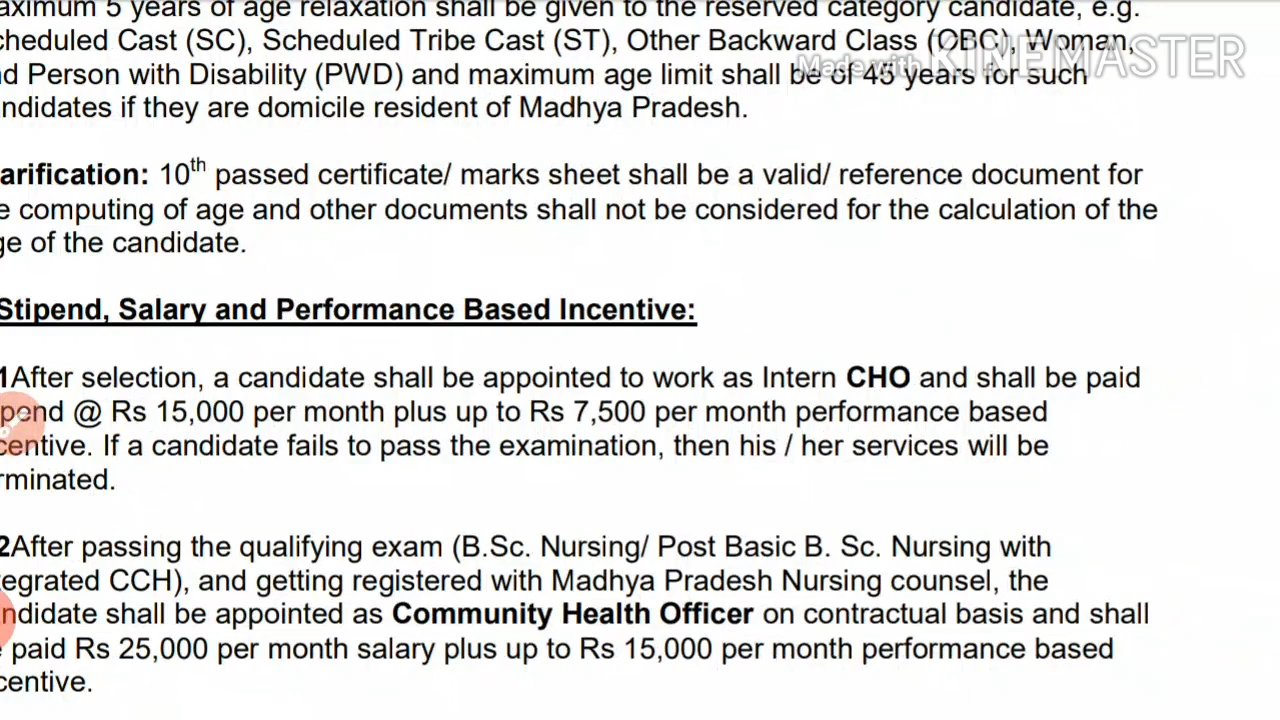 aximum 5 years of age relaxation shall be given to the reserved category candidate, e.g.
cheduled Cast (SC), Scheduled Tribe Cast (ST), Other Backward Class (OBC), Woman,
nd Person with Disability (PWD) and maximum age limit shall be of 45 years for such
ndidates if they are domicile resident of Madhya Pradesh.
Made with KINEMASTER
arification: 10th passed certificate/ marks sheet shall be a valid/ reference document for
e computing of age and other documents shall not be considered for the calculation of the
ge of the candidate.
Stipend, Salary and Performance Based Incentive:
1After selection, a candidate shall be appointed to work as Intern CHO and shall be paid
pend @ Rs 15,000 per month plus up to Rs 7,500 per month performance based
centive. If a candidate fails to pass the examination, then his / her services will be
rminated.
2After passing the qualifying exam (B.Sc. Nursing/ Post Basic B. Sc. Nursing with
tegrated CCH), and getting registered with Madhya Pradesh Nursing counsel, the
ndidate shall be appointed as Community Health Officer on contractual basis and shall
paid Rs 25,000 per month salary plus up to Rs 15,000 per month performance based
centive.